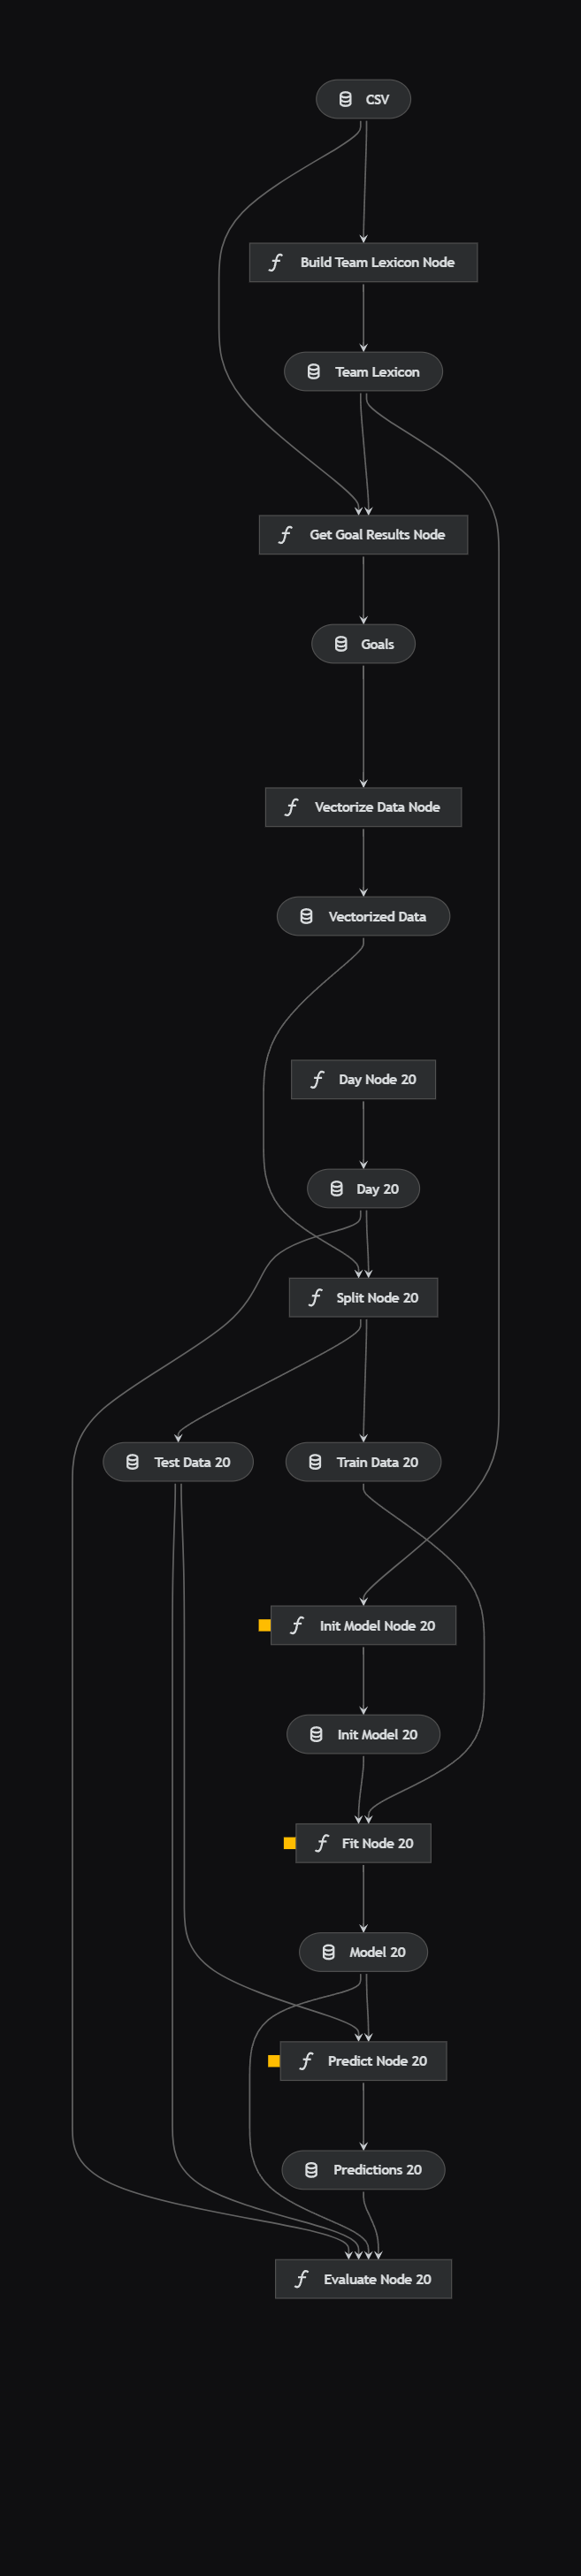 CSV
Build Team Lexicon Node
Team Lexicon
Get Goal Results Node
Goals
Vectorize Data Node
Vectorized Data
Day Node 20
Day 20
Split Node 20
Test Data 20
Train Data 20
Init Model Node 20
Init Model 20
Fit Node 20
Model 20
Predict Node 20
Predictions 20
Evaluate Node 20